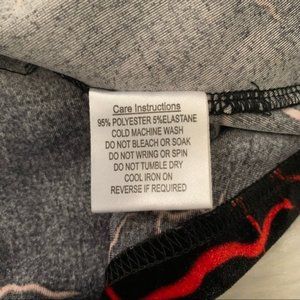 Care Instructions
95% POLYESTER 5%ELASTANE
COLD MACHINE WASH
DO NOT BLEACH OR SOAK
DO NOT WRING OR SPIN
DO NOT TUMBLE DRY
COOL IRON ON
REVERSE IF REQUIRED